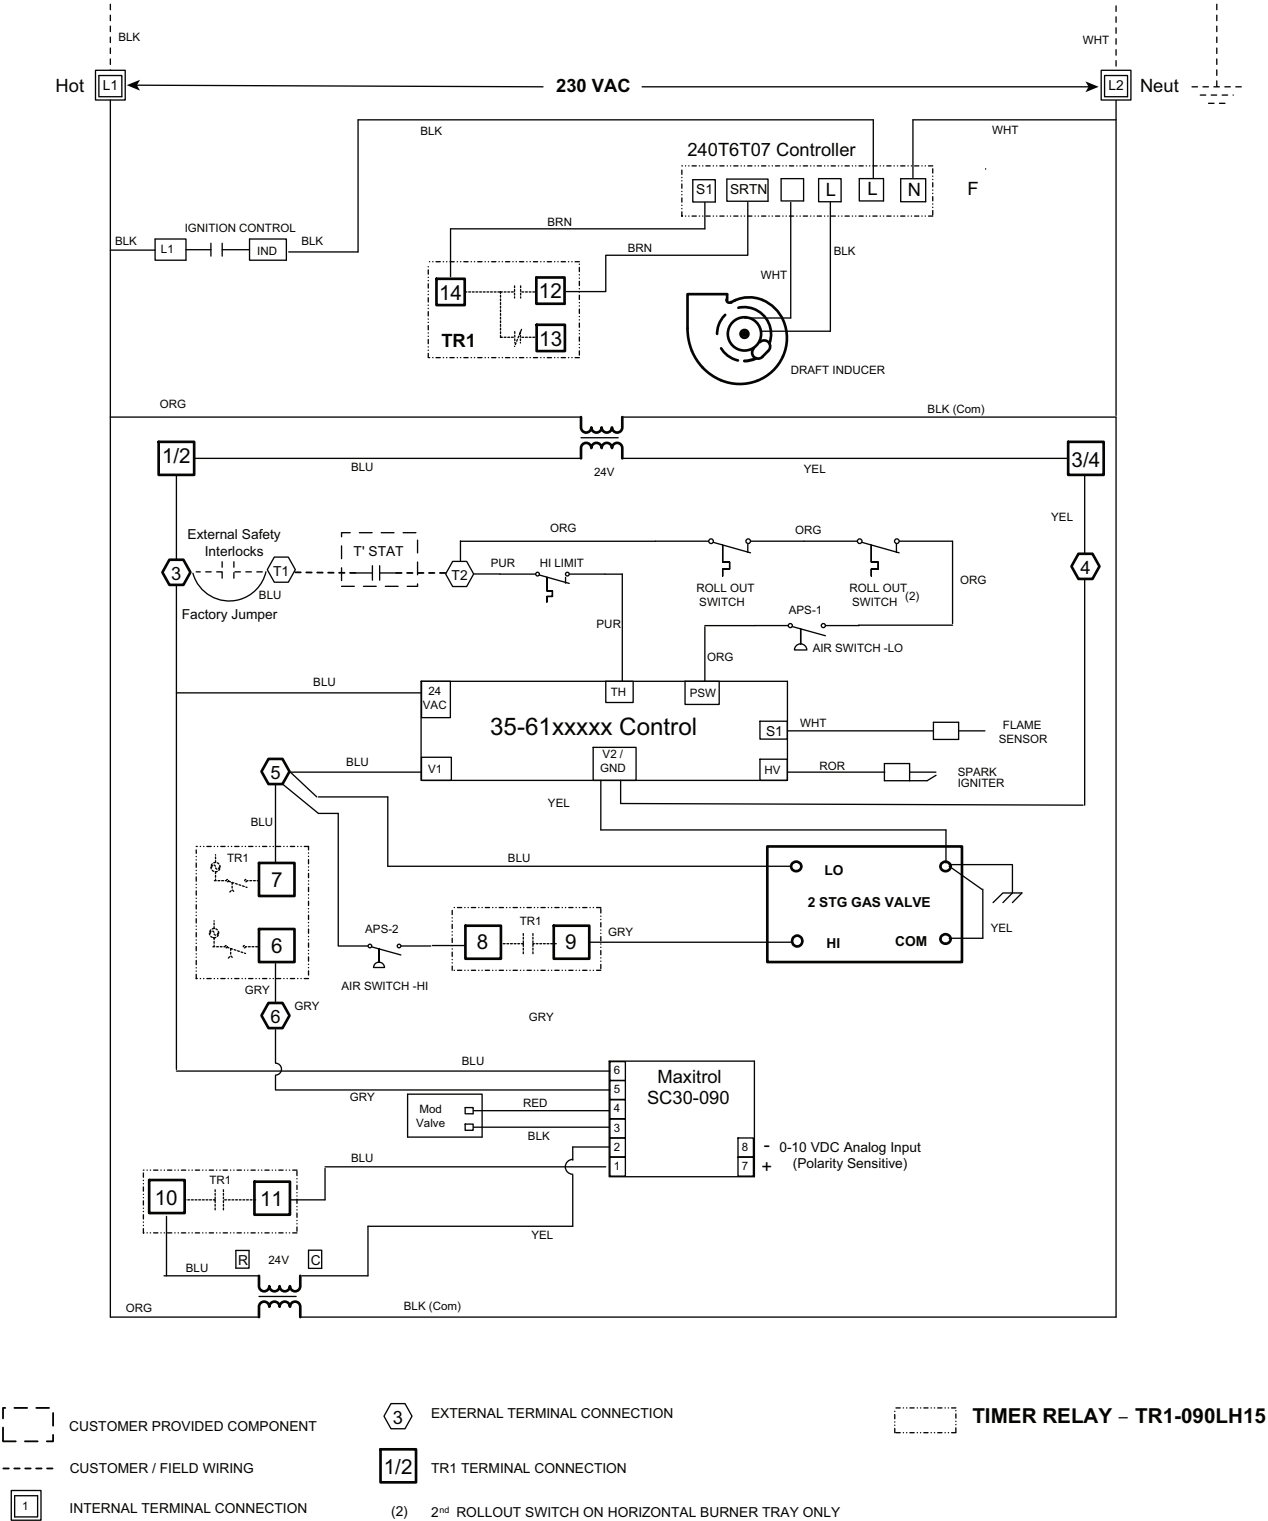 BLK
WHT
Hot
L1
230 VAC
L2
Neut
BLK
WHT
240T6T07 Controller
S1
SRTN
L
L
N
F
IGNITION CONTROL
BRN
BLK
L1
IND
BLK
BRN
BLK
WHT
14
12
TR1
13
DRAFT INDUCER
ORG
BLK (Com)
1/2
3/4
BLU
24V
YEL
YEL
External Safety
Interlocks
T' STAT
ORG
ORG
3
T1
T2
PUR
HI LIMIT
4
BLU
Factory Jumper
ROLL OUT
SWITCH
ROLL OUT
SWITCH (2)
ORG
APS-1
PUR
AIR SWITCH -LO
ORG
BLU
24
VAC
TH
PSW
35-61xxxxx Control
S1
WHT
FLAME
SENSOR
V2 /
GND
5
BLU
V1
HV
ROR
SPARK
IGNITER
YEL
BLU
TR1
7
BLU
LO
2 STG GAS VALVE
6
APS-2
TR1
8
9
GRY
HI
COM
YEL
AIR SWITCH -HI
GRY
GRY
6
GRY
BLU
6
Maxitrol
SC30-090
5
GRY
Mod
Valve
RED
4
3
BLK
2
8
- 0-10 VDC Analog Input
BLU
1
7
+ (Polarity Sensitive)
TR1
10
11
YEL
R
24V
C
BLU
ORG
BLK (Com)
CUSTOMER PROVIDED COMPONENT
3
EXTERNAL TERMINAL CONNECTION
TIMER RELAY – TR1-090LH15
CUSTOMER / FIELD WIRING
1/2
TR1 TERMINAL CONNECTION
1
INTERNAL TERMINAL CONNECTION
(2)
2nd ROLLOUT SWITCH ON HORIZONTAL BURNER TRAY ONLY